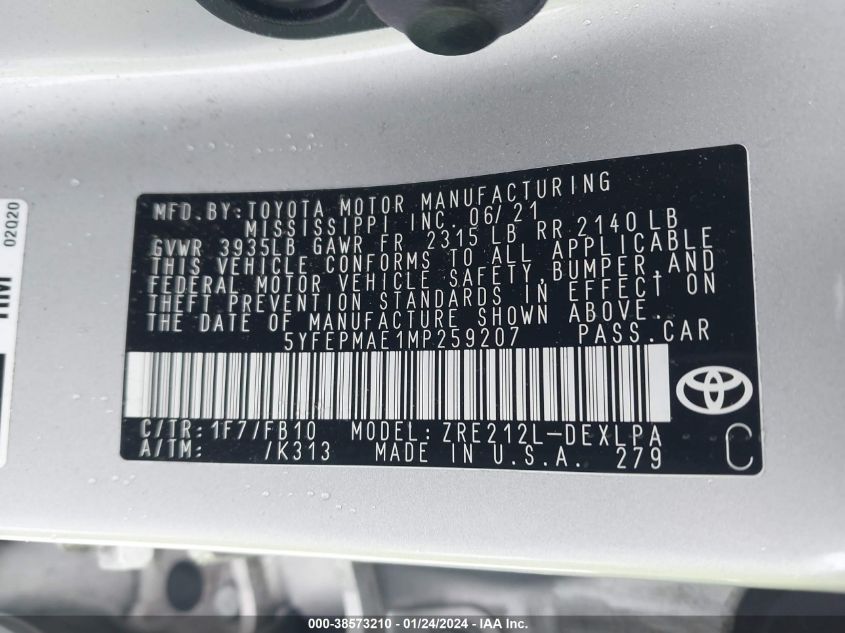 MFD. BY: TOYOTA MOTOR MANUFACTURING
MISSISSIPPI, INC. 06/21
GVWR 3935LB GAWR FR 2315 LB RR 2140 LB
THIS VEHICLE CONFORMS TO ALL APPLICABLE
FEDERAL MOTOR VEHICLE SAFETY, BUMPER, AND
THEFT PREVENTION STANDARDS IN EFFECT ON
THE DATE OF MANUFACTURE SHOWN ABOVE.
5YFEPMAE1MP259207 PASS. CAR
C/TR: 1F7/FB10 MODEL: ZRE212L-DEXLPA
A/TM: /K313 MADE IN U.S.A. 279
C
02020
000-38573210 - 01/24/2024 - IAA Inc.